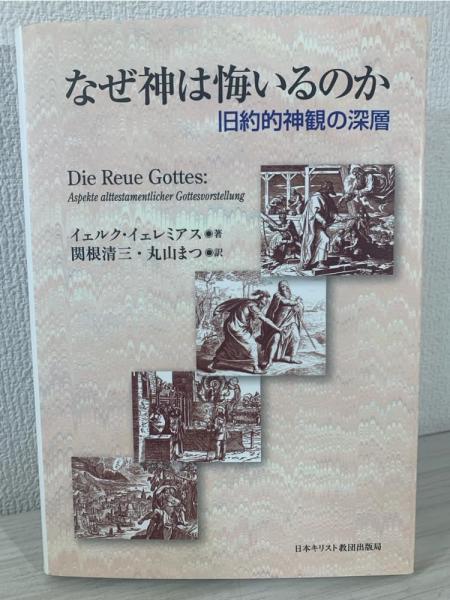 なぜ神は悔いるのか
旧約的神観の深層
Die Reue Gottes:
Aspekte alttestamentlicher Gottesvorstellung
イェルク・イェレミアス◉著
関根清三・丸山まつ◉訳
日本キリスト教団出版局